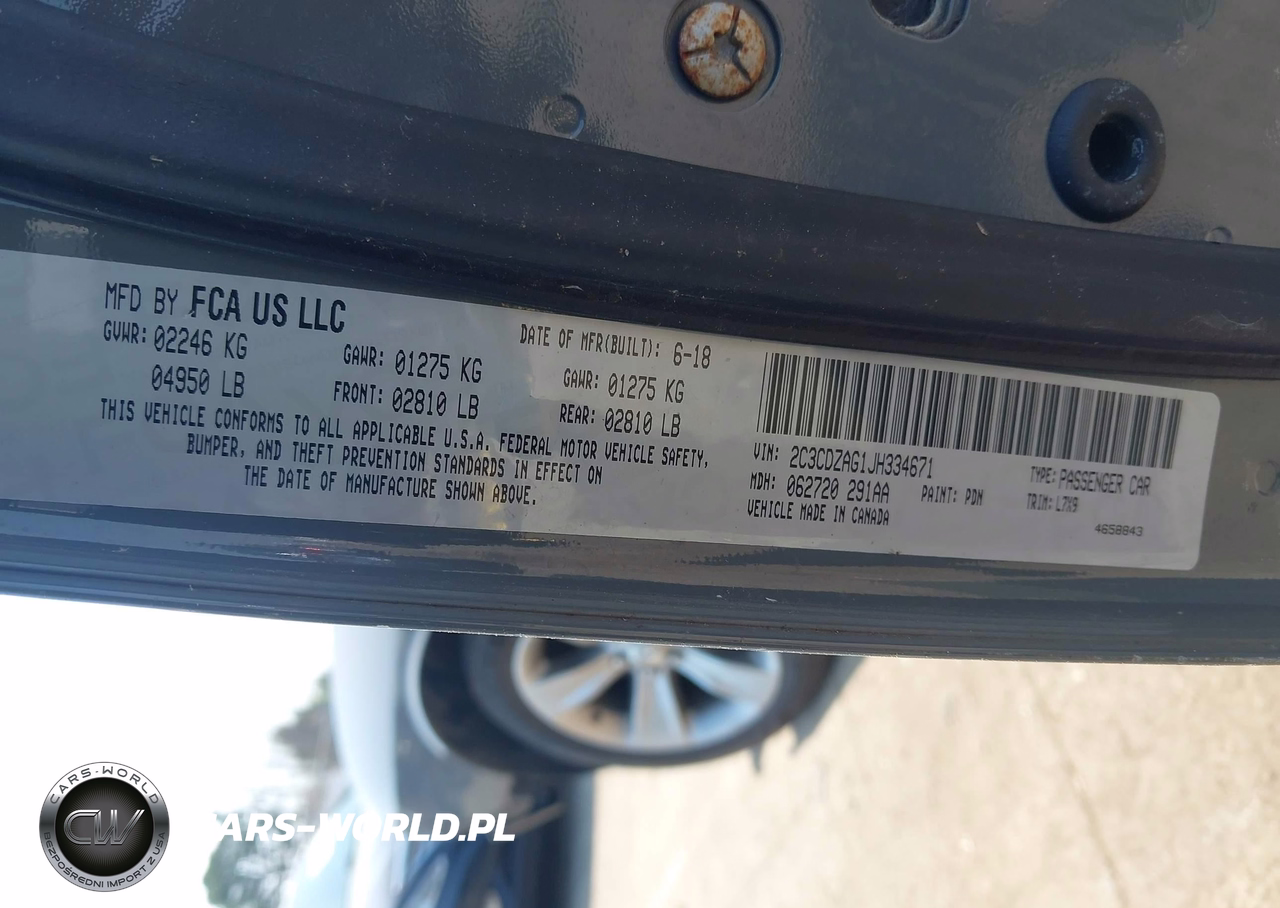 MFD BY FCA US LLC
DATE OF MFR(BUILT): 6-18
GVWR: 02246 KG
GAWR: 01275 KG
GAWR: 01275 KG
04950 LB
FRONT: 02810 LB
REAR: 02810 LB
THIS VEHICLE CONFORMS TO ALL APPLICABLE U.S.A. FEDERAL MOTOR VEHICLE SAFETY,
BUMPER, AND THEFT PREVENTION STANDARDS IN EFFECT ON
THE DATE OF MANUFACTURE SHOWN ABOVE.
VIN: 2C3CDZAG1JH334671
TYPE: PASSENGER CAR
MDH: 062720 291AA
PAINT: PDN
TRIM: L7X9
VEHICLE MADE IN CANADA
4658843
CARS-WORLD
CW
BEZPOŚREDNI IMPORT Z USA
CARS-WORLD.PL